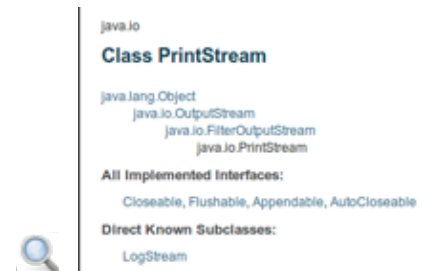 java.io
Class PrintStream
java.lang.Object
java.io.OutputStream
java.io.FilterOutputStream
java.io.PrintStream
All Implemented Interfaces:
Closeable, Flushable, Appendable, AutoCloseable
Direct Known Subclasses:
LogStream